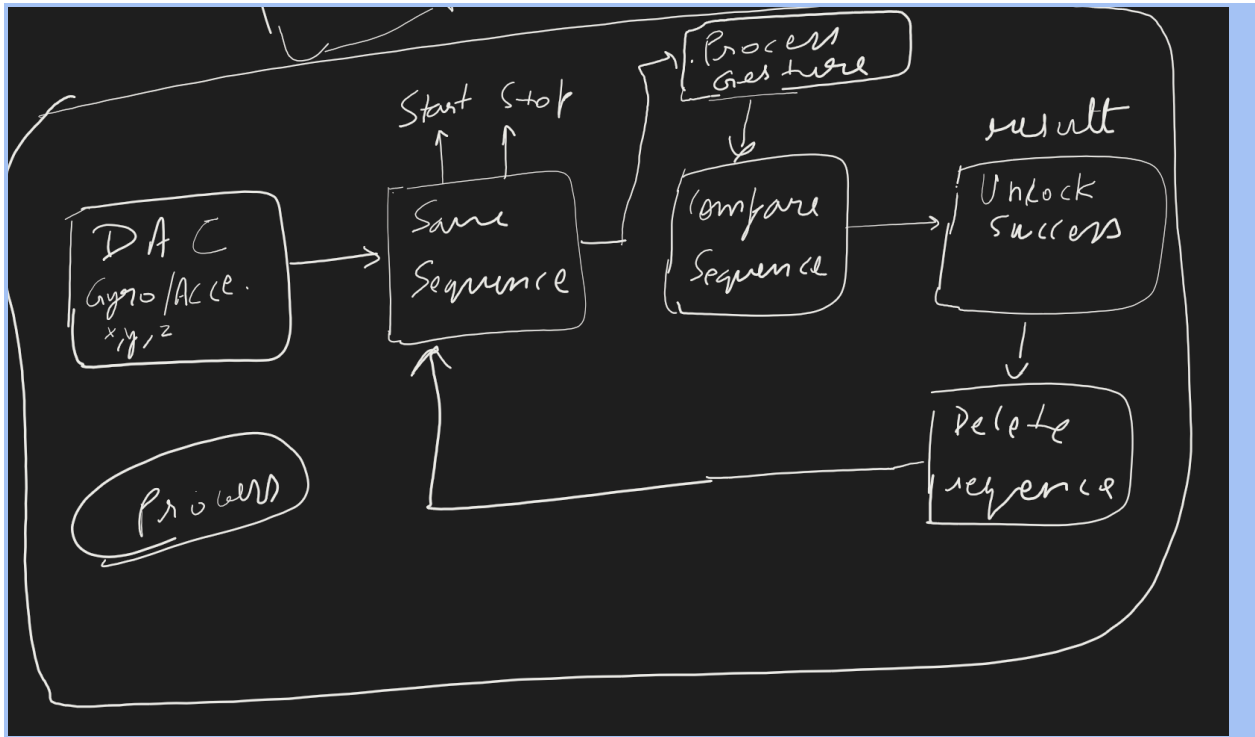 Process
Gesture
Start Stop
result
DAC
Gyro/Acce.
x,y,z
Save
Sequence
Compare
Sequence
Unlock
Success
Delete
sequence
Process